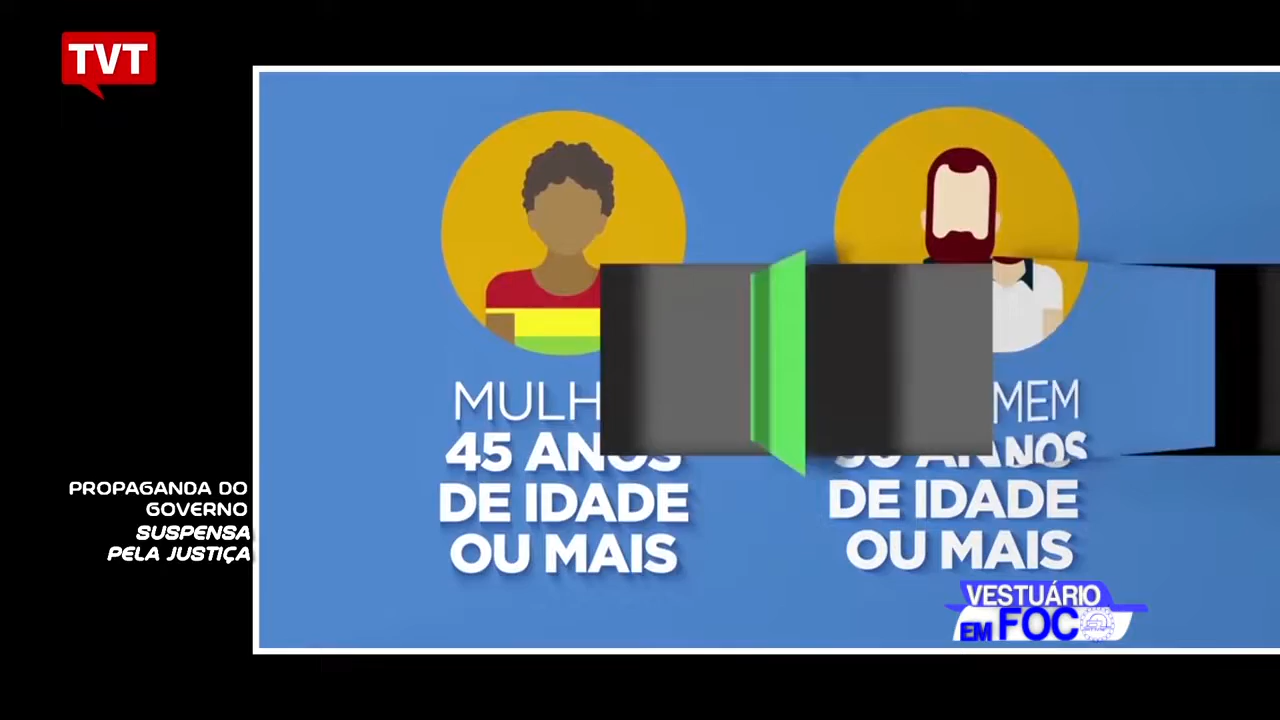 TVT
PROPAGANDA DO
GOVERNO
SUSPENSA
PELA JUSTIÇA
MULH
45 ANOS
DE IDADE
OU MAIS
MEM
DE IDADE
OU MAIS
VESTUÁRIO
EM FOCO